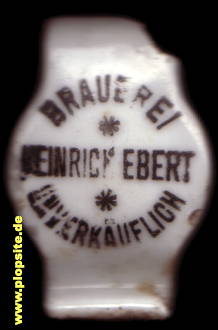 BRAUEREI
HEINRICH EBERT
UNVERKÄUFLICH
www.plopsite.de